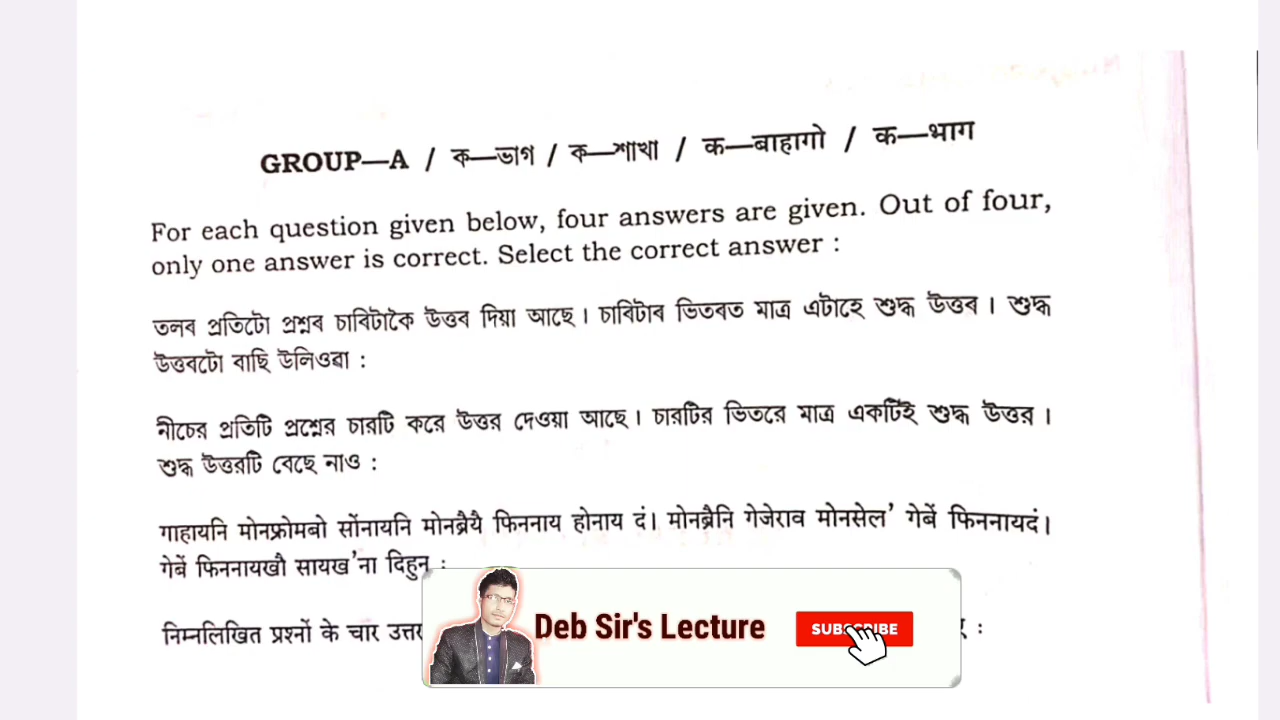 GROUP—A / ক—ভাগ / ক—শাখা / क—बाहागो / क—भाग
For each question given below, four answers are given. Out of four,
only one answer is correct. Select the correct answer :
তলৰ প্ৰতিটো প্ৰশ্নৰ চাৰিটাকৈ উত্তৰ দিয়া আছে। চাৰিটাৰ ভিতৰত মাত্ৰ এটাহে শুদ্ধ উত্তৰ। শুদ্ধ
উত্তৰটো বাছি উলিওৱা :
নীচের প্রতিটি প্রশ্নের চারটি করে উত্তর দেওয়া আছে। চারটির ভিতরে মাত্র একটিই শুদ্ধ উত্তর।
শুদ্ধ উত্তরটি বেছে নাও :
गाहायनि मोनफ्रोमबो सोंनायनि मोनब्रैयै फिननाय होनाय दं। मोनब्रैनि गेजेराव मोनसेल' गेबें फिननायदं।
गेबें फिननायखौ सायख'ना दिहुन :
निम्नलिखित प्रश्नों के चार उत्तर :
Deb Sir's Lecture
SUBSCRIBE